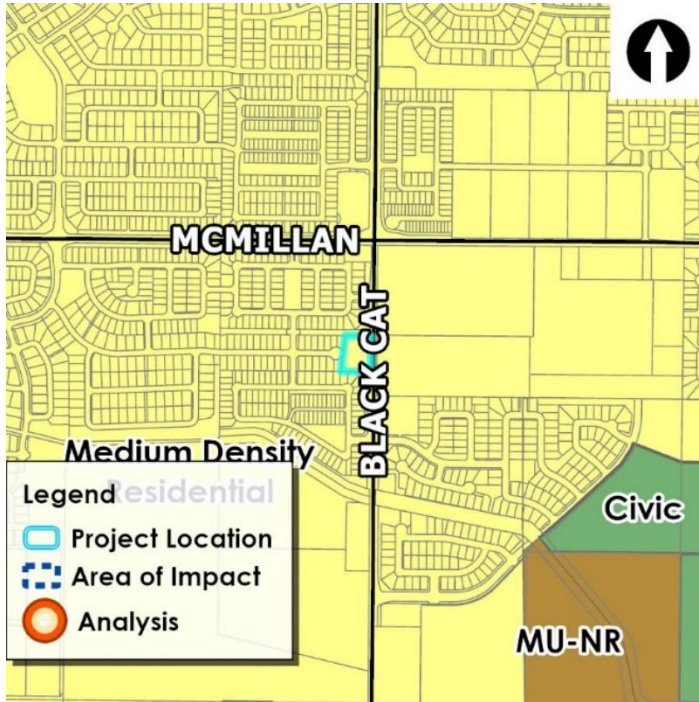 MCMILLAN
BLACK CAT
Medium Density
Residential
Legend
Project Location
Area of Impact
Analysis
Civic
MU-NR